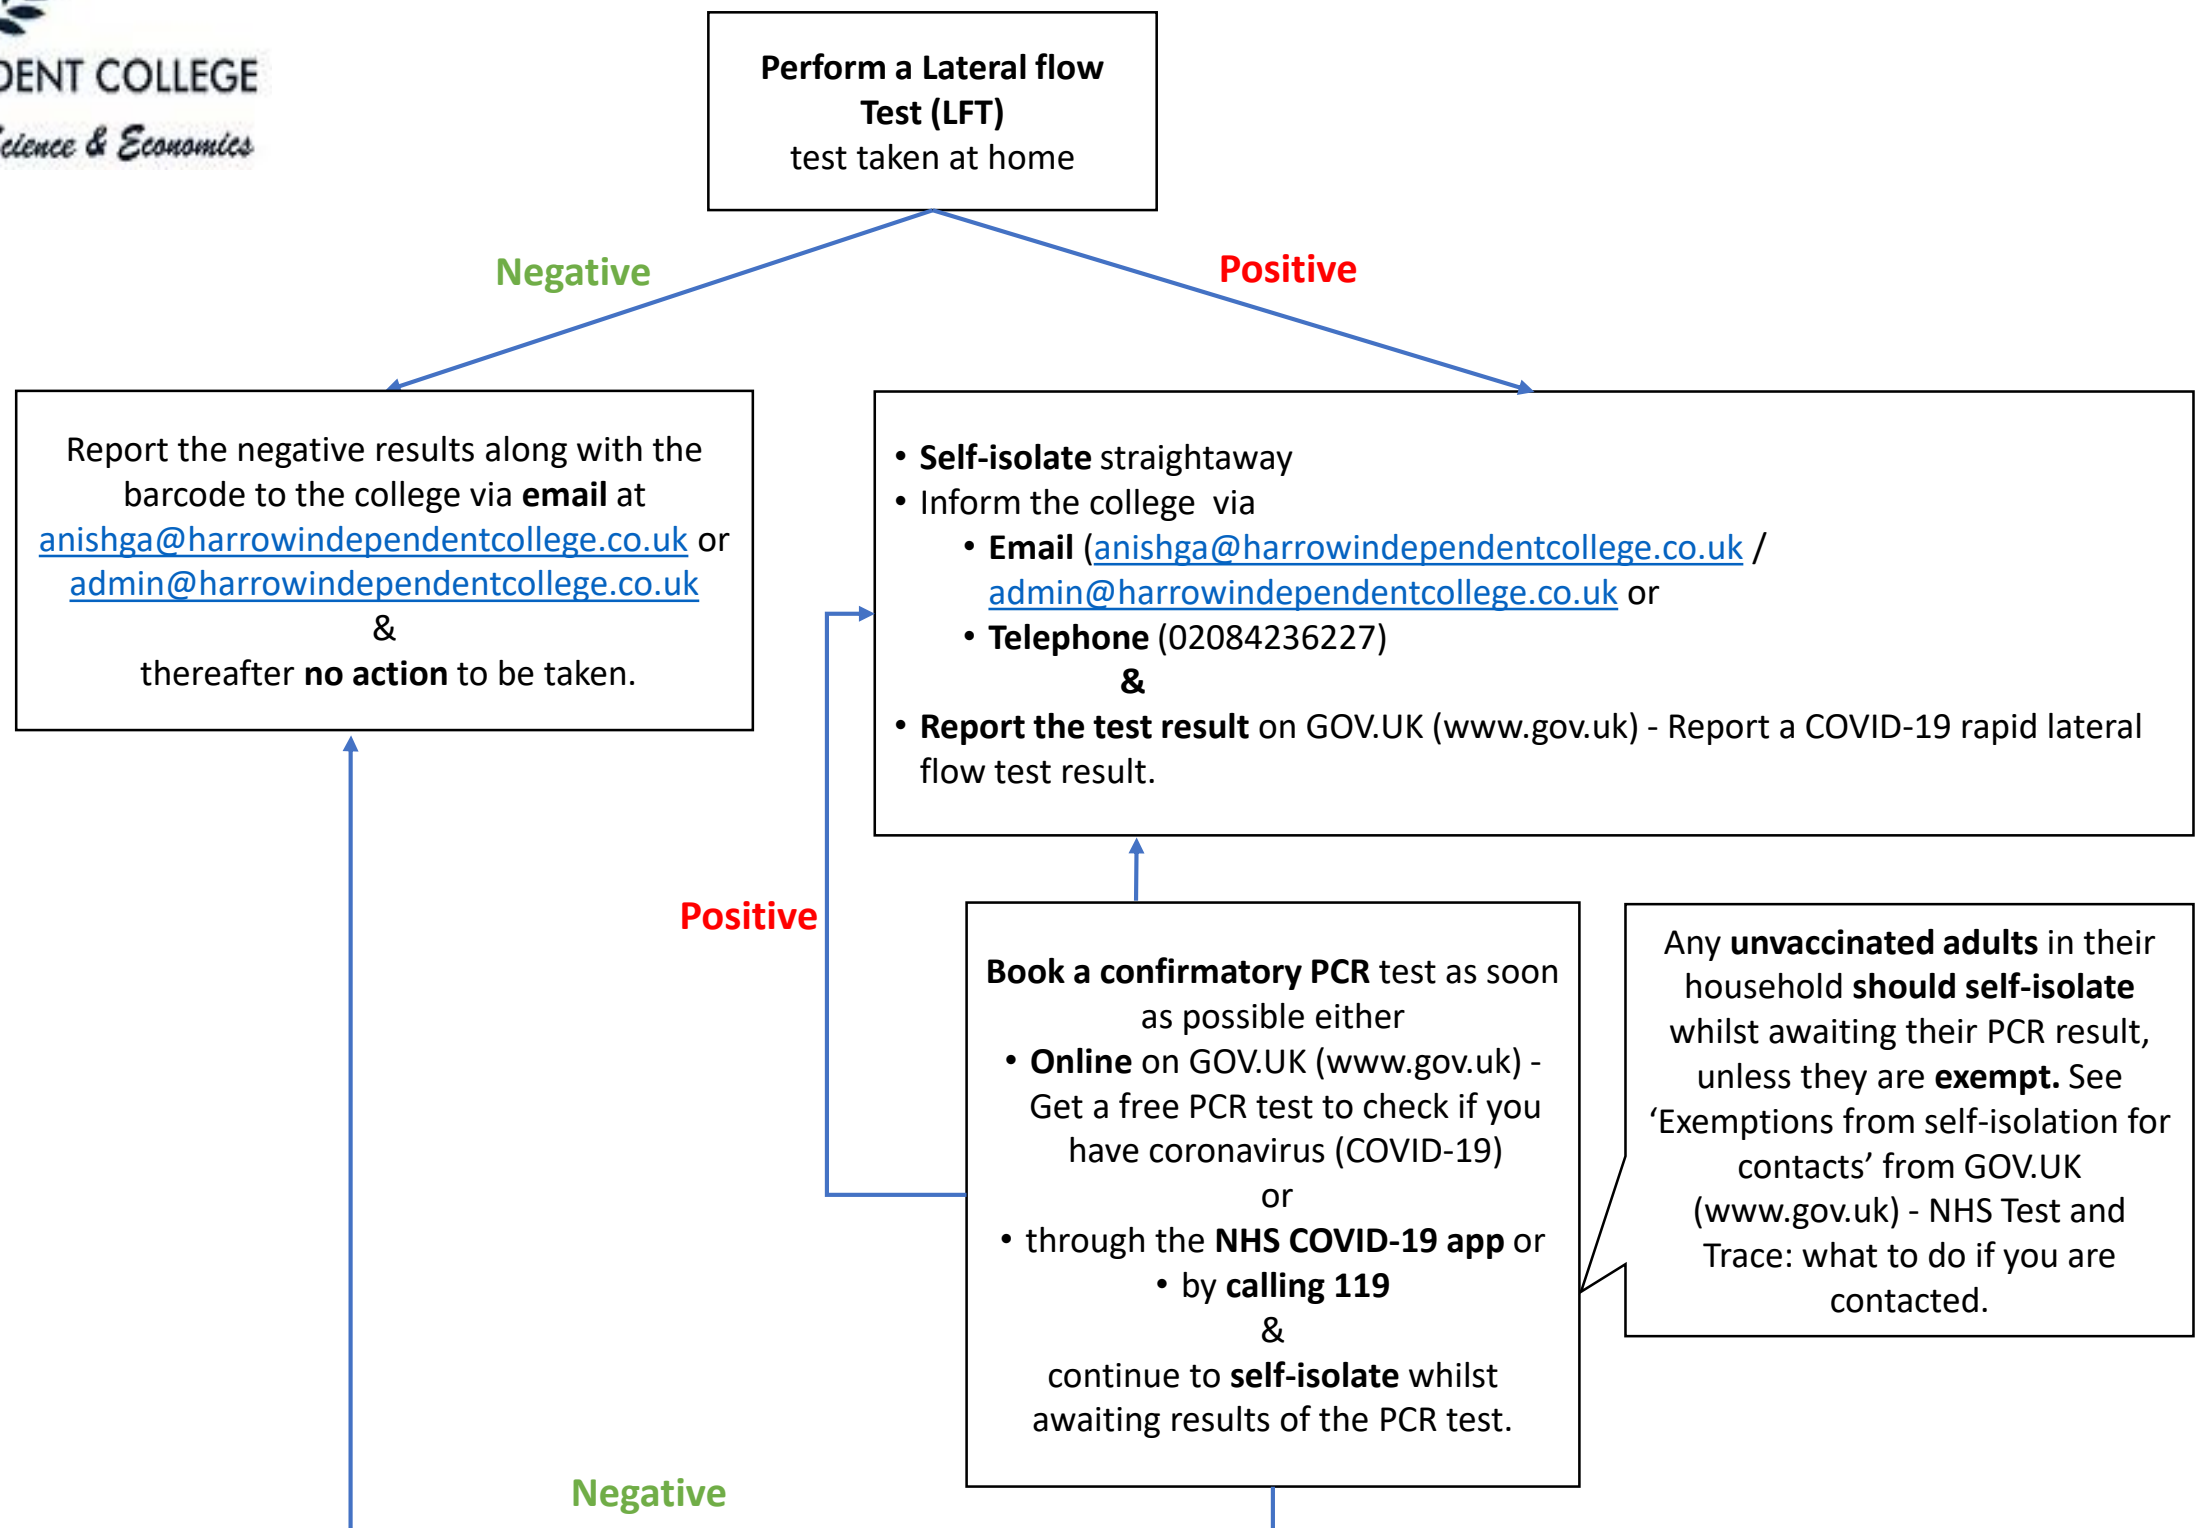 DENT COLLEGE
Science & Economics
Perform a Lateral flow
Test (LFT)
test taken at home
Negative
Positive
Report the negative results along with the
barcode to the college via email at
anishga@harrowindependentcollege.co.uk or
admin@harrowindependentcollege.co.uk
&
thereafter no action to be taken.
• Self-isolate straightaway
• Inform the college  via
• Email (anishga@harrowindependentcollege.co.uk /
admin@harrowindependentcollege.co.uk or
• Telephone (02084236227)
&
• Report the test result on GOV.UK (www.gov.uk) - Report a COVID-19 rapid lateral
flow test result.
Positive
Book a confirmatory PCR test as soon
as possible either
• Online on GOV.UK (www.gov.uk) -
Get a free PCR test to check if you
have coronavirus (COVID-19)
or
• through the NHS COVID-19 app or
• by calling 119
&
continue to self-isolate whilst
awaiting results of the PCR test.
Any unvaccinated adults in their
household should self-isolate
whilst awaiting their PCR result,
unless they are exempt. See
‘Exemptions from self-isolation for
contacts’ from GOV.UK
(www.gov.uk) - NHS Test and
Trace: what to do if you are
contacted.
Negative